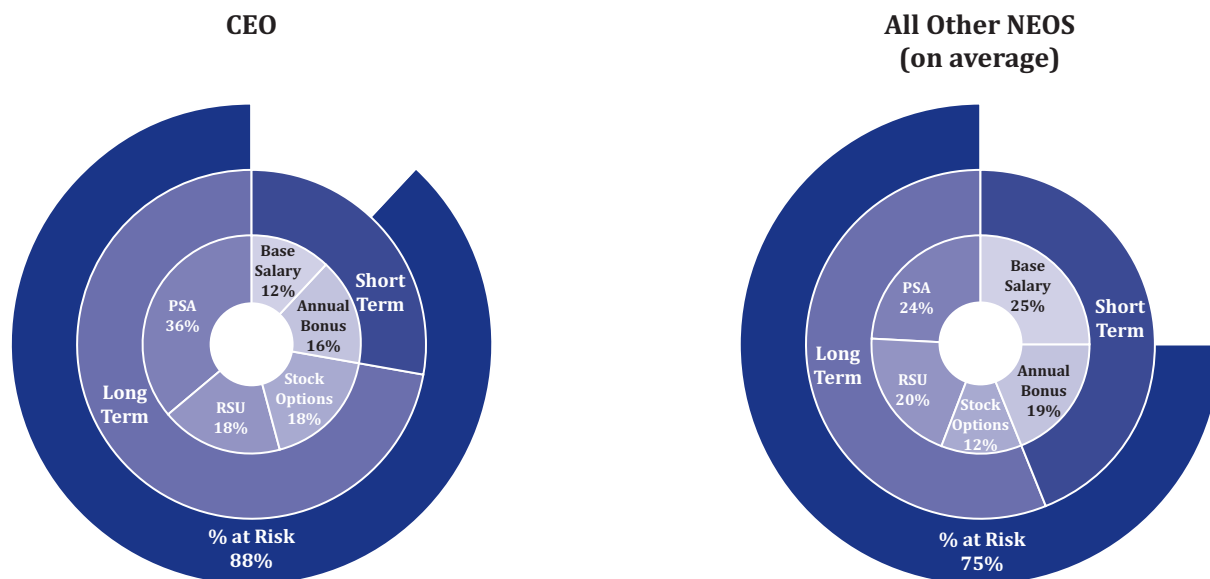 CEO
Base
Salary
12%
Annual
Bonus
16%
Short
Term
PSA
36%
Stock
Options
18%
RSU
18%
Long
Term
% at Risk
88%
All Other NEOS
(on average)
Base
Salary
25%
PSA
24%
Short
Term
Long
Term
RSU
20%
Annual
Bonus
19%
Stock
Options
12%
% at Risk
75%